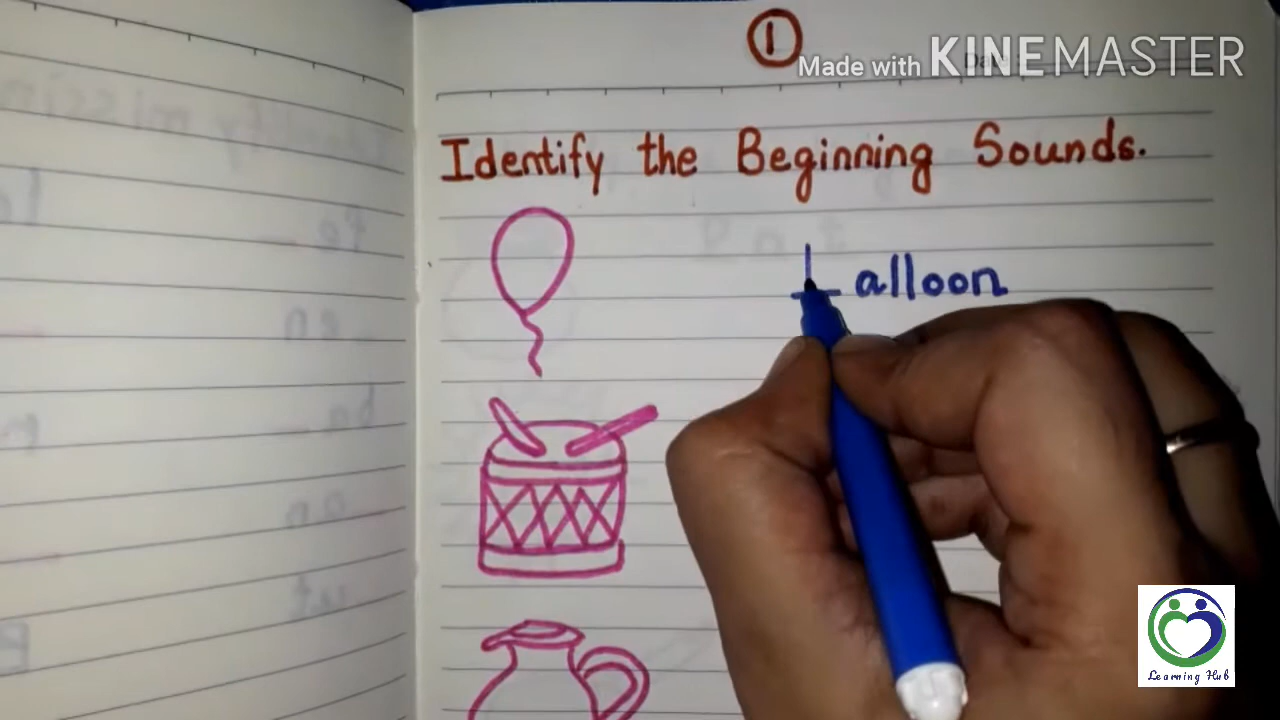 1
Made with KINEMASTER
Identify the Beginning Sounds.
alloon
Learning Hub